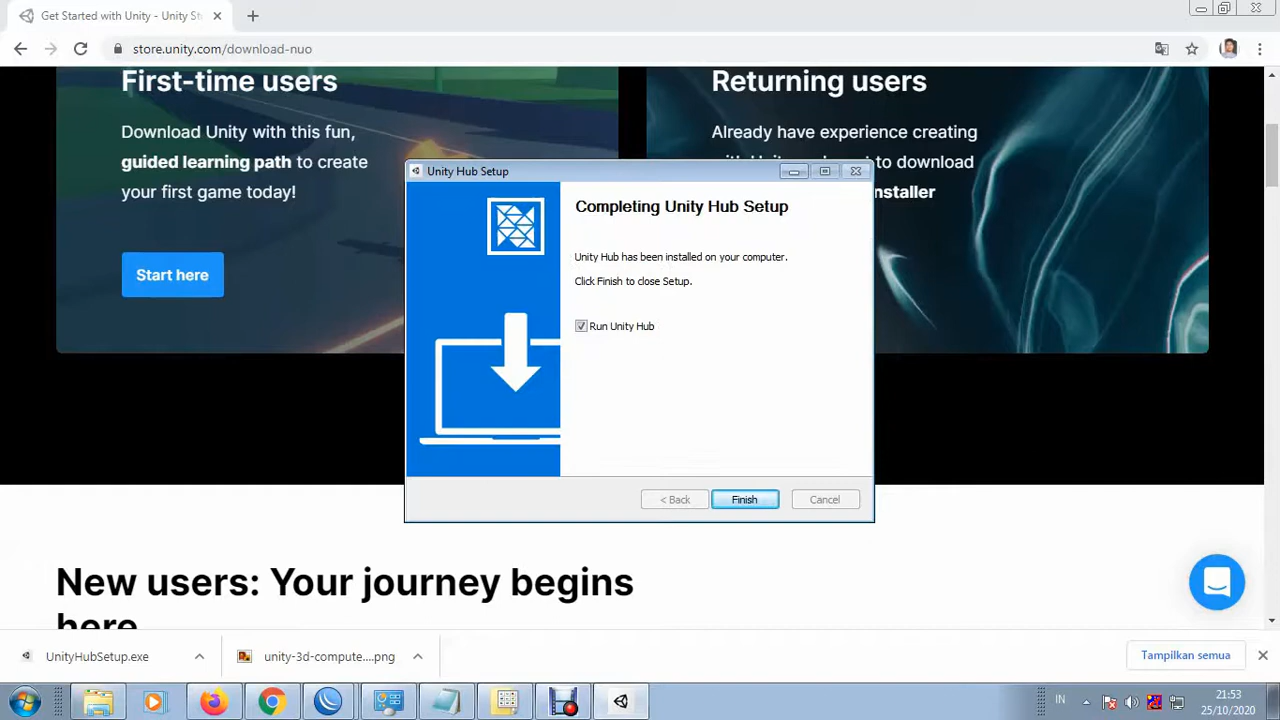 Get Started with Unity - Unity St
store.unity.com/download-nuo
First-time users
Download Unity with this fun,
guided learning path to create
your first game today!
Start here
Returning users
Already have experience creating
to download
installer
Unity Hub Setup
Completing Unity Hub Setup
Unity Hub has been installed on your computer.
Click Finish to close Setup.
Run Unity Hub
< Back
Finish
Cancel
New users: Your journey begins
here
UnityHubSetup.exe
unity-3d-compute....png
Tampilkan semua
IN
21:53
25/10/2020